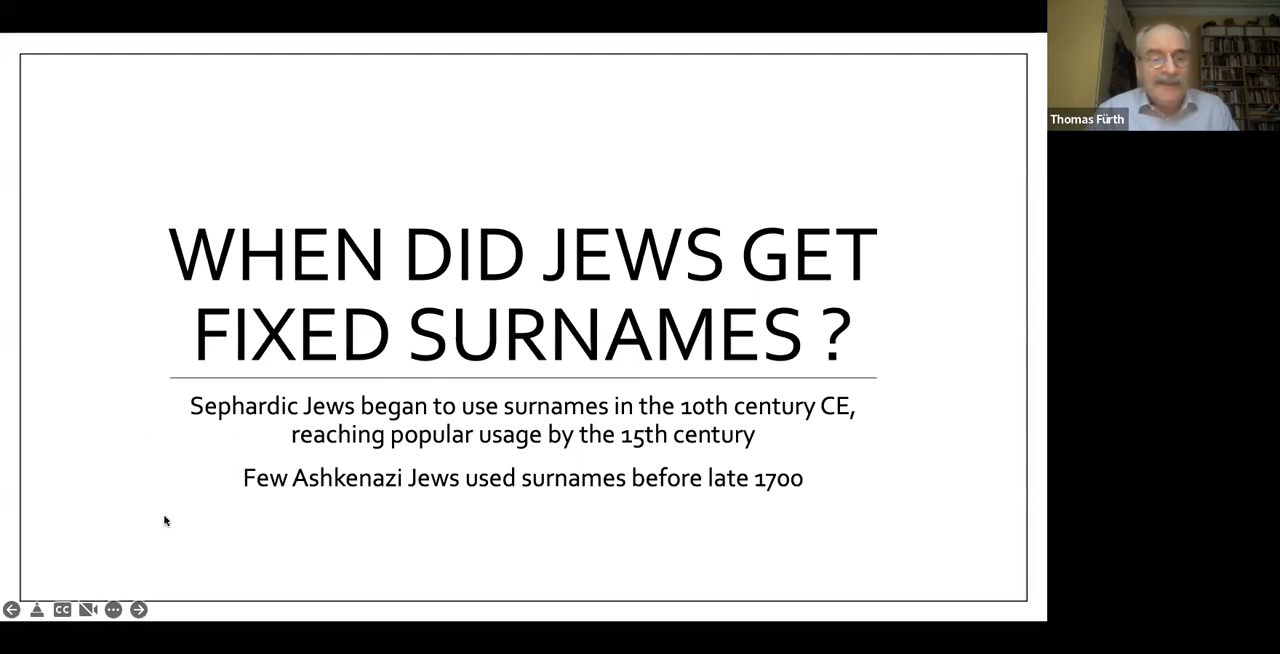 WHEN DID JEWS GET
FIXED SURNAMES ?
Sephardic Jews began to use surnames in the 10th century CE,
reaching popular usage by the 15th century
Few Ashkenazi Jews used surnames before late 1700
Thomas Fürth
CC